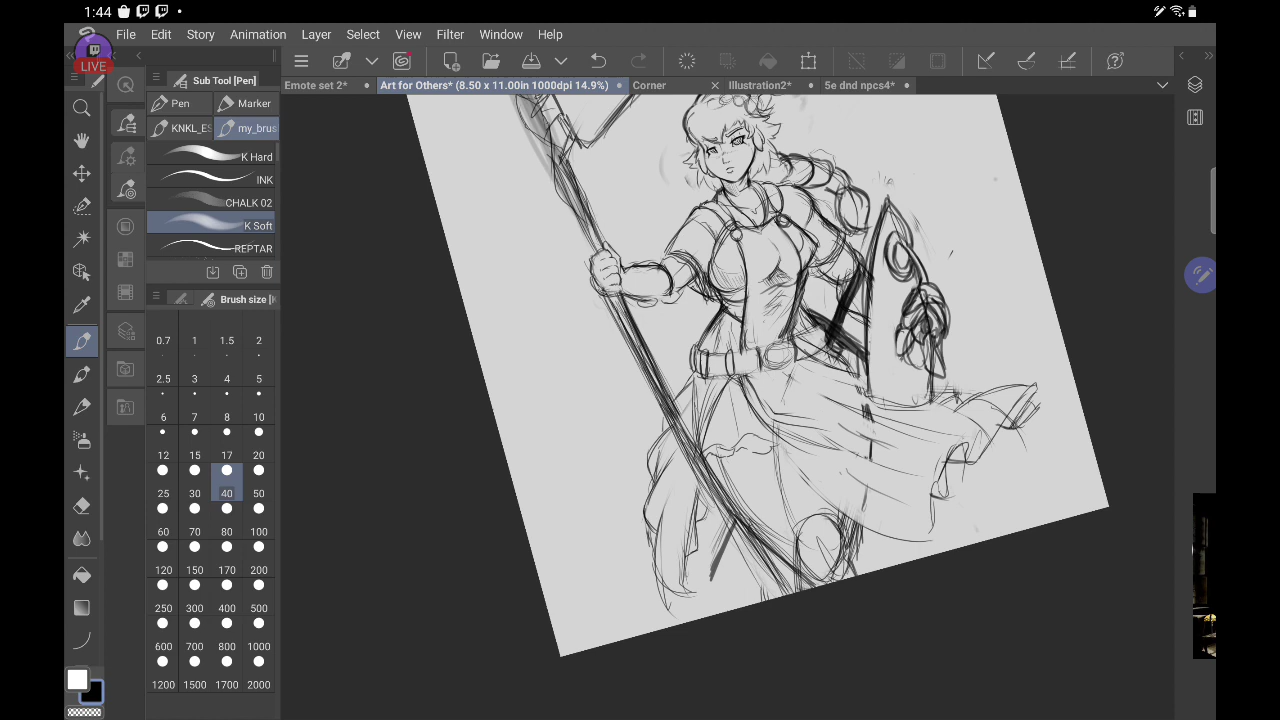 1:44
File Edit Story Animation Layer Select View Filter Window Help
LIVE
Sub Tool [Pen]
Emote set 2* Art for Others* (8.50 x 11.00in 1000dpi 14.9%) Corner Illustration2* 5e dnd npcs4*
Pen Marker
KNKL_ES my_brus
K Hard
INK
CHALK 02
K Soft
REPTAR
Brush size [K
0.7 1 1.5 2
2.5 3 4 5
6 7 8 10
12 15 17 20
25 30 40 50
60 70 80 100
120 150 170 200
250 300 400 500
600 700 800 1000
1200 1500 1700 2000